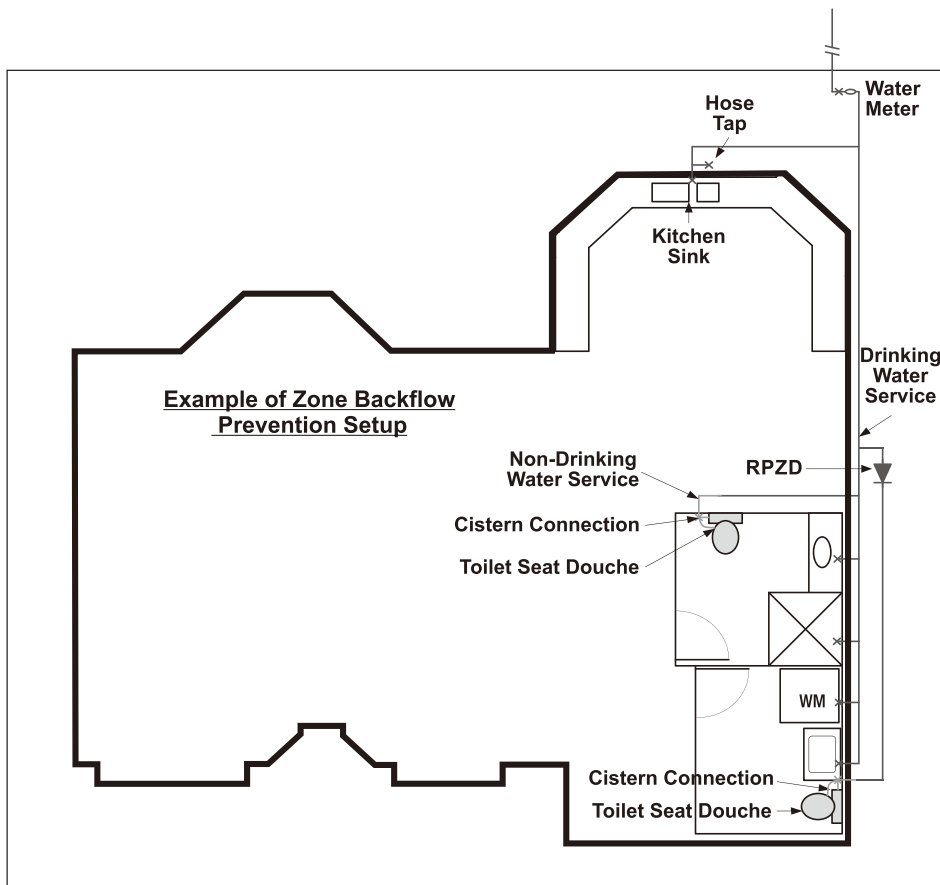 Water
Meter
Hose
Tap
Kitchen
Sink
Drinking
Water
Service
Example of Zone Backflow
Prevention Setup
Non-Drinking
Water Service
RPZD
Cistern Connection
Toilet Seat Douche
WM
Cistern Connection
Toilet Seat Douche